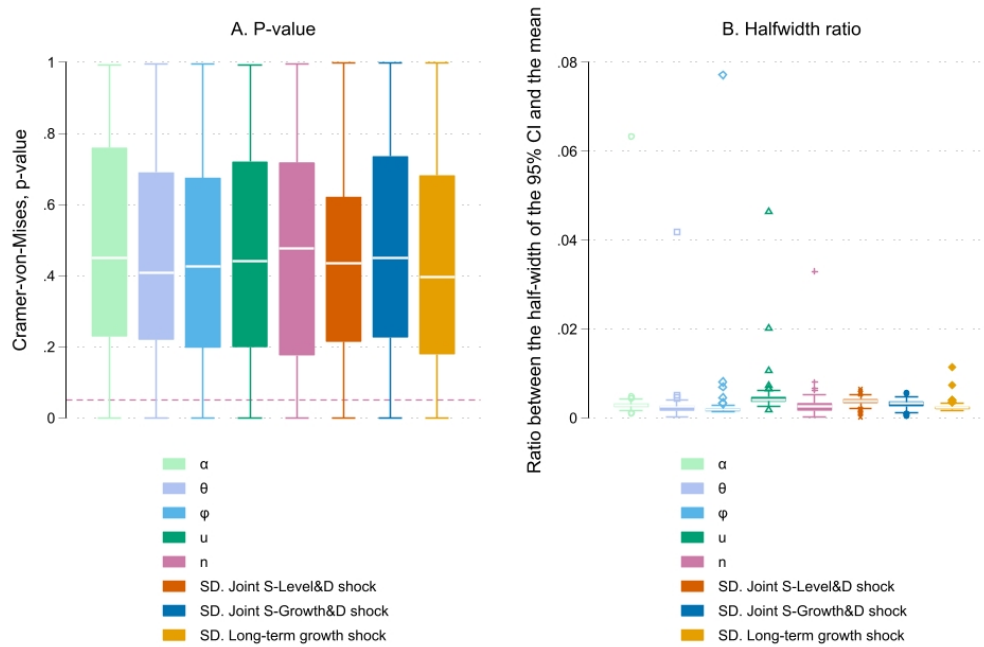 A. P-value
Cramer-von-Mises, p-value
1
.8
.6
.4
.2
0
α
θ
φ
u
n
SD. Joint S-Level&D shock
SD. Joint S-Growth&D shock
SD. Long-term growth shock
B. Halfwidth ratio
Ratio between the half-width of the 95% CI and the mean
.08
.06
.04
.02
0
α
θ
φ
u
n
SD. Joint S-Level&D shock
SD. Joint S-Growth&D shock
SD. Long-term growth shock